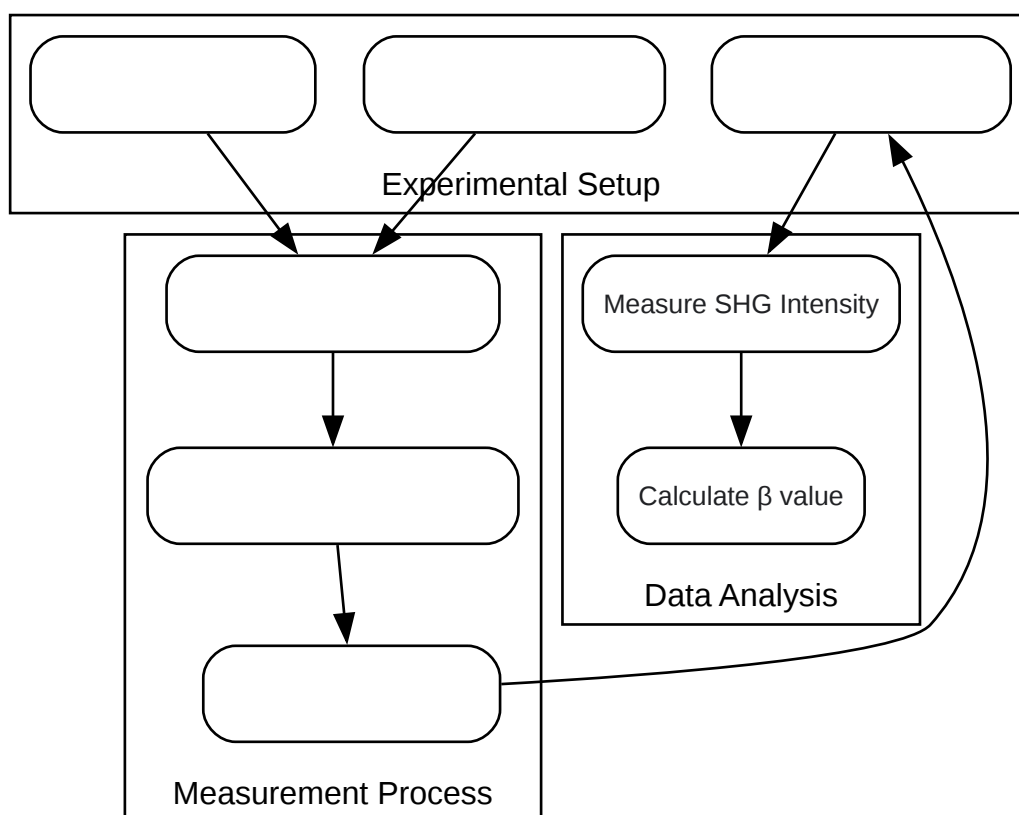 Experimental Setup
Measure SHG Intensity
Calculate β value
Data Analysis
Measurement Process